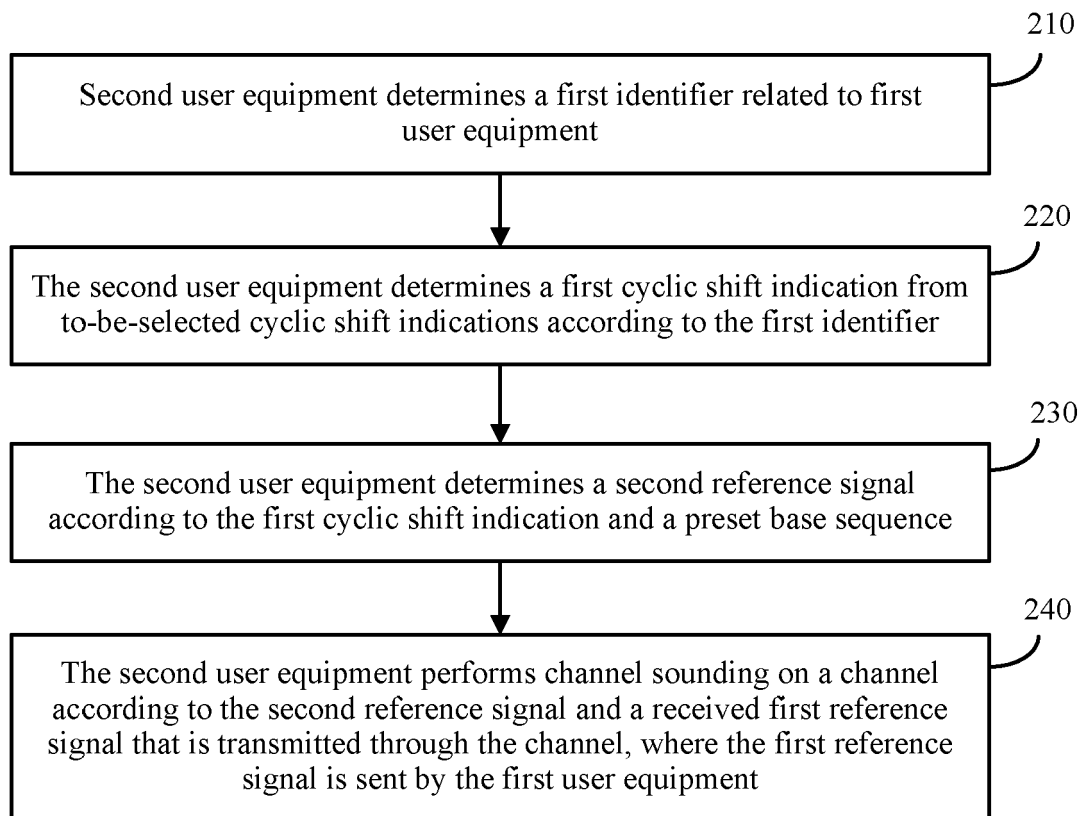 210
Second user equipment determines a first identifier related to first
user equipment
220
The second user equipment determines a first cyclic shift indication from
to-be-selected cyclic shift indications according to the first identifier
230
The second user equipment determines a second reference signal
according to the first cyclic shift indication and a preset base sequence
240
The second user equipment performs channel sounding on a channel
according to the second reference signal and a received first reference
signal that is transmitted through the channel, where the first reference
signal is sent by the first user equipment